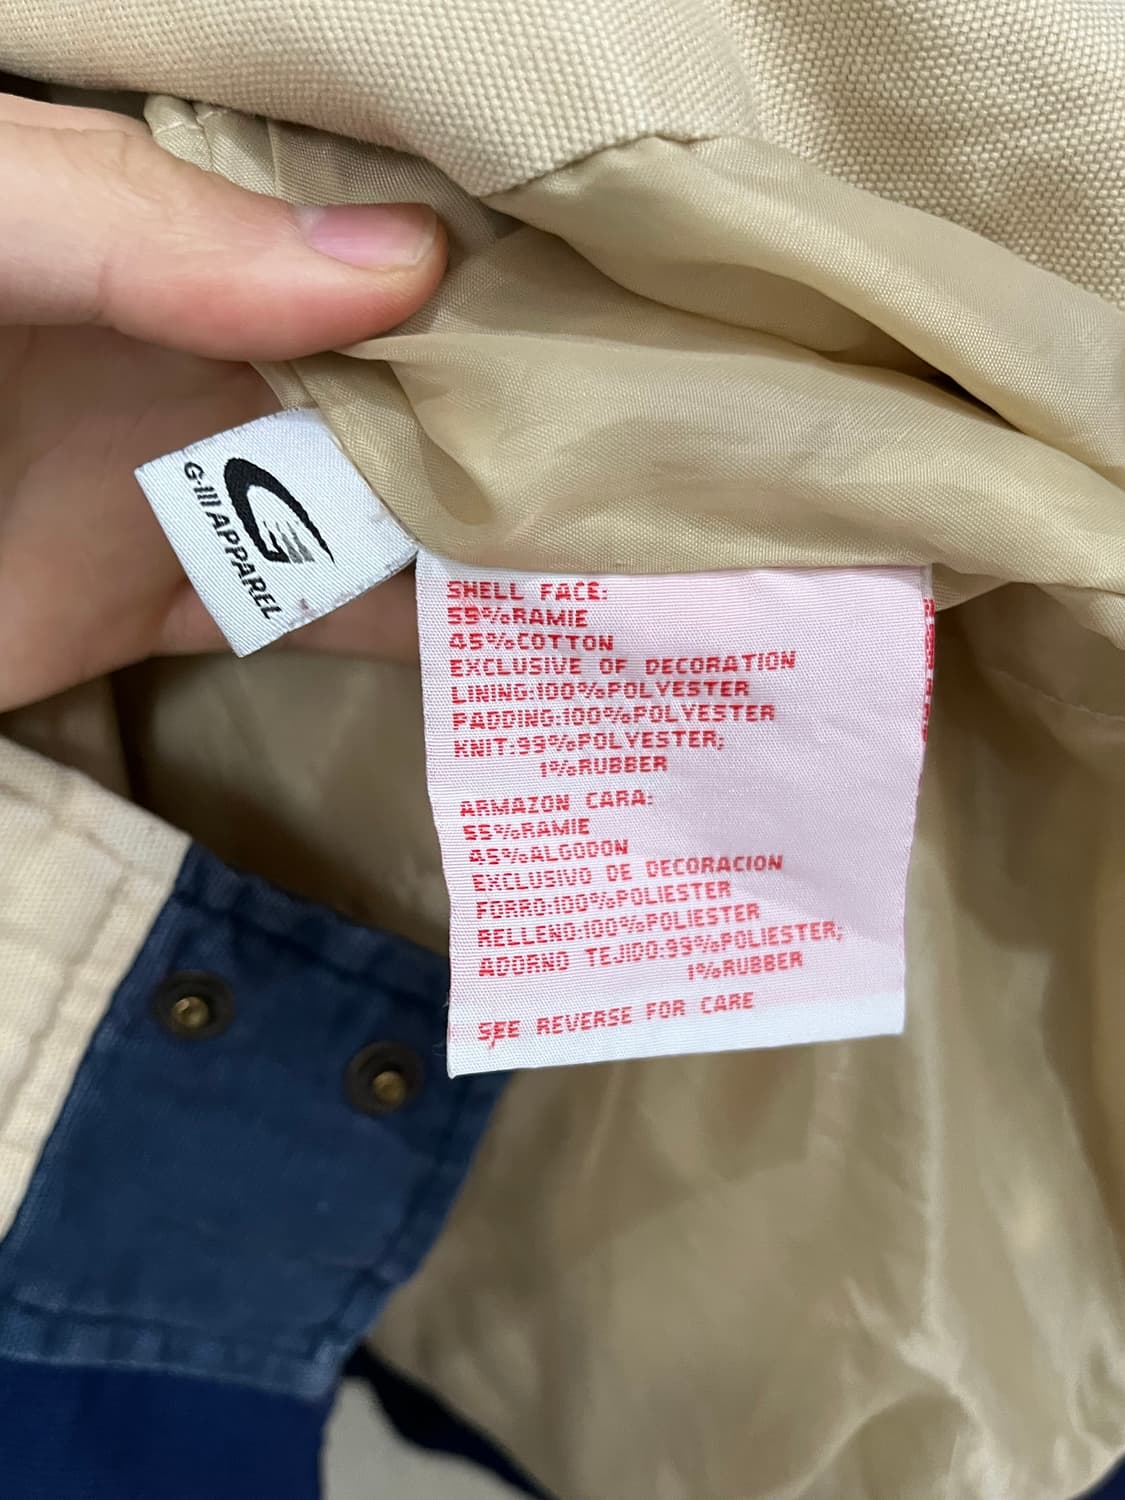 G-III APPAREL
SHELL FACE:
55%RAMIE
45%COTTON
EXCLUSIVE OF DECORATION
LINING:100%POLYESTER
PADDING:100%POLYESTER
KNIT:99%POLYESTER;
1%RUBBER
ARMAZON CARA:
55%RAMIE
45%ALGODON
EXCLUSIVO DE DECORACION
FORRO:100%POLIESTER
RELLENO:100%POLIESTER
ADORNO TEJIDO:99%POLIESTER;
1%RUBBER
SEE REVERSE FOR CARE